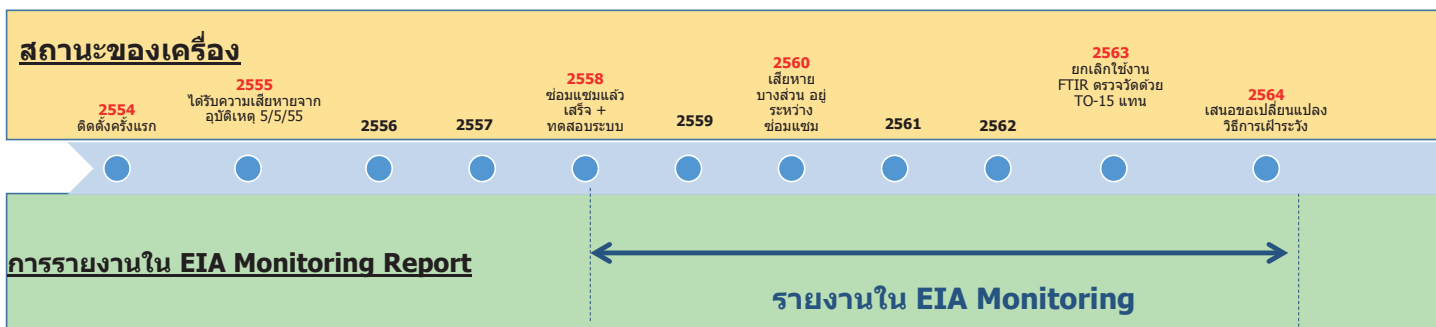 สถานะของเครื่อง
2554
ติดตั้งครั้งแรก
2555
ได้รับความเสียหายจาก
อุบัติเหตุ 5/5/55
2556
2557
2558
ซ่อมแซมแล้ว
เสร็จ +
ทดสอบระบบ
2559
2560
เสียหาย
บางส่วน อยู่
ระหว่าง
ซ่อมแซม
2561
2562
2563
ยกเลิกใช้งาน
FTIR ตรวจวัดด้วย
TO-15 แทน
2564
เสนอขอเปลี่ยนแปลง
วิธีการเฝ้าระวัง
การรายงานใน EIA Monitoring Report
รายงานใน EIA Monitoring